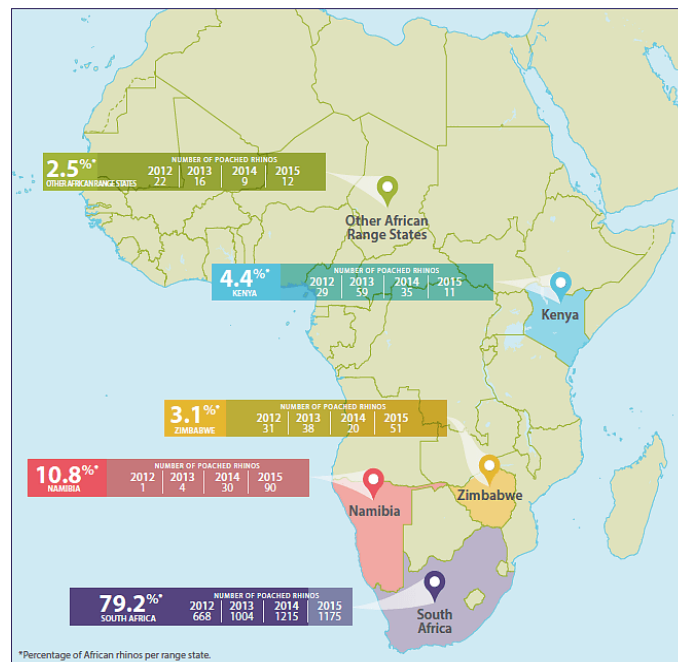 2.5%*
OTHER AFRICAN RANGE STATES
NUMBER OF POACHED RHINOS
2012 2013 2014 2015
22 16 9 12
Other African
Range States
4.4%*
KENYA
NUMBER OF POACHED RHINOS
2012 2013 2014 2015
29 59 35 11
Kenya
3.1%*
ZIMBABWE
NUMBER OF POACHED RHINOS
2012 2013 2014 2015
31 38 20 51
Zimbabwe
10.8%*
NAMIBIA
NUMBER OF POACHED RHINOS
2012 2013 2014 2015
1 4 30 90
Namibia
79.2%*
SOUTH AFRICA
NUMBER OF POACHED RHINOS
2012 2013 2014 2015
668 1004 1215 1175
South
Africa
*Percentage of African rhinos per range state.